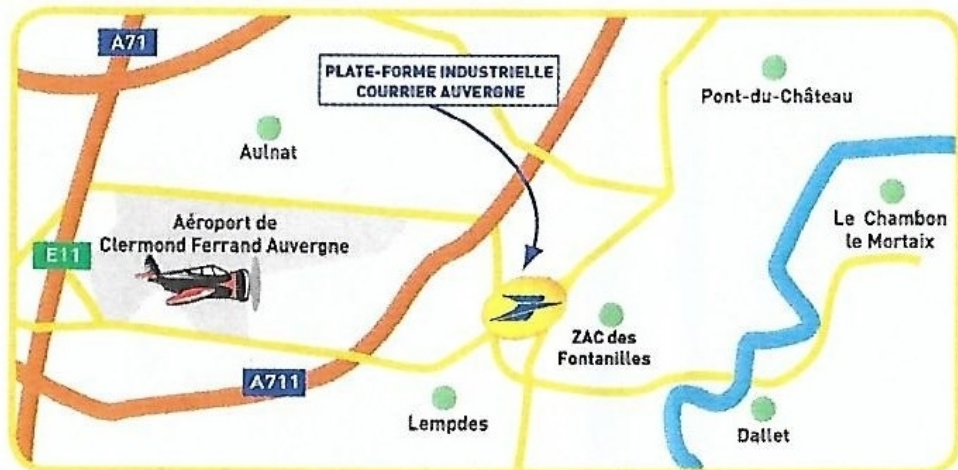 A71
PLATE-FORME INDUSTRIELLE
COURRIER AUVERGNE
Pont-du-Château
Aulnat
Le Chambon
le Mortaix
Aéroport de
Clermond Ferrand Auvergne
E11
ZAC des
Fontanilles
A711
Lempdes
Dallet